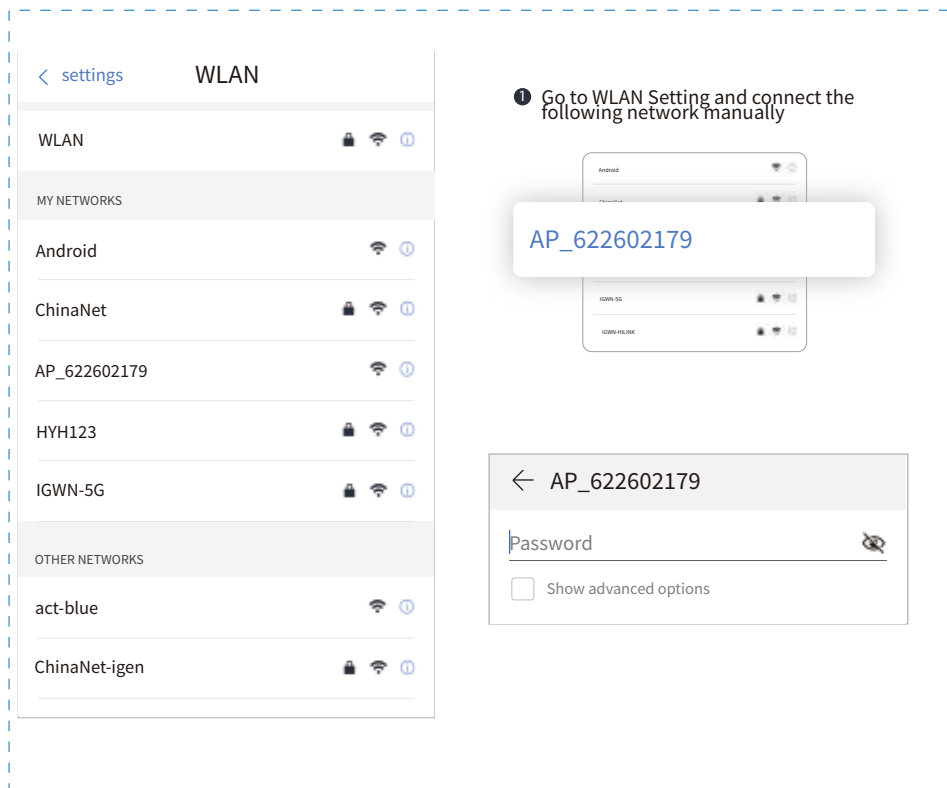 settings WLAN
WLAN
MY NETWORKS
Android
ChinaNet
AP_622602179
HYH123
IGWN-5G
OTHER NETWORKS
act-blue
ChinaNet-igen
1 Go to WLAN Setting and connect the
following network manually
Android
ChinaNet
AP_622602179
IGWN-5G
IGWN-HILINK
AP_622602179
Password
Show advanced options